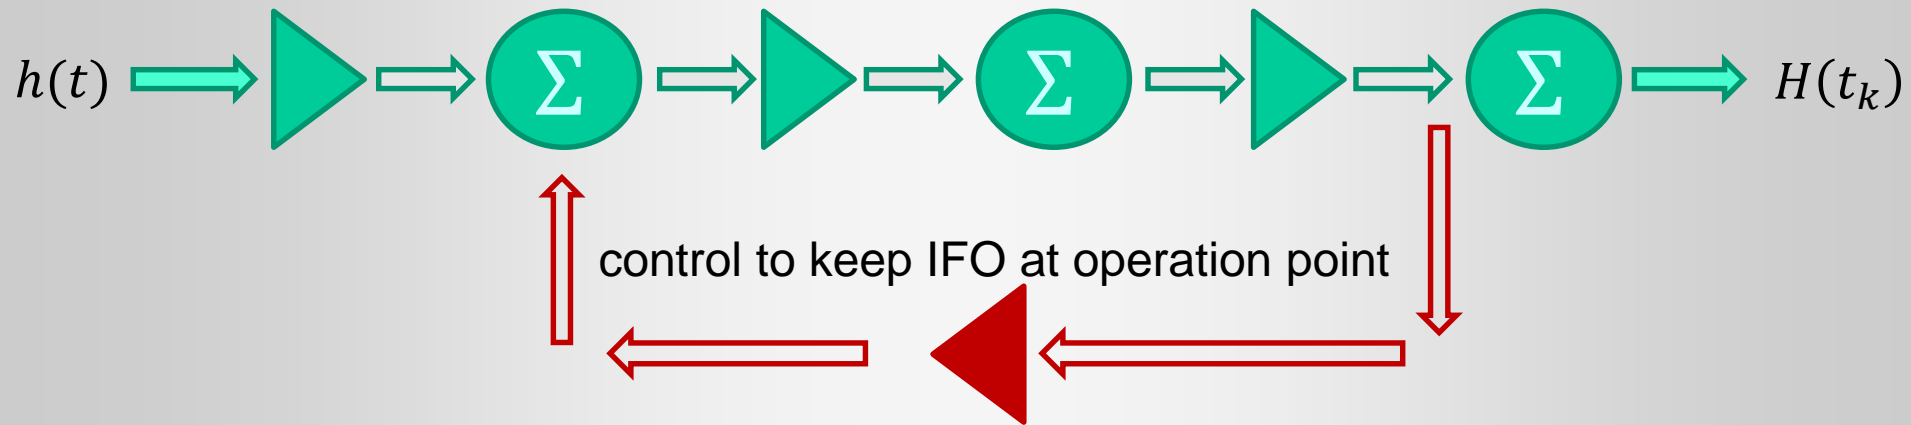 h(t) Σ Σ Σ H(t_k)
control to keep IFO at operation point